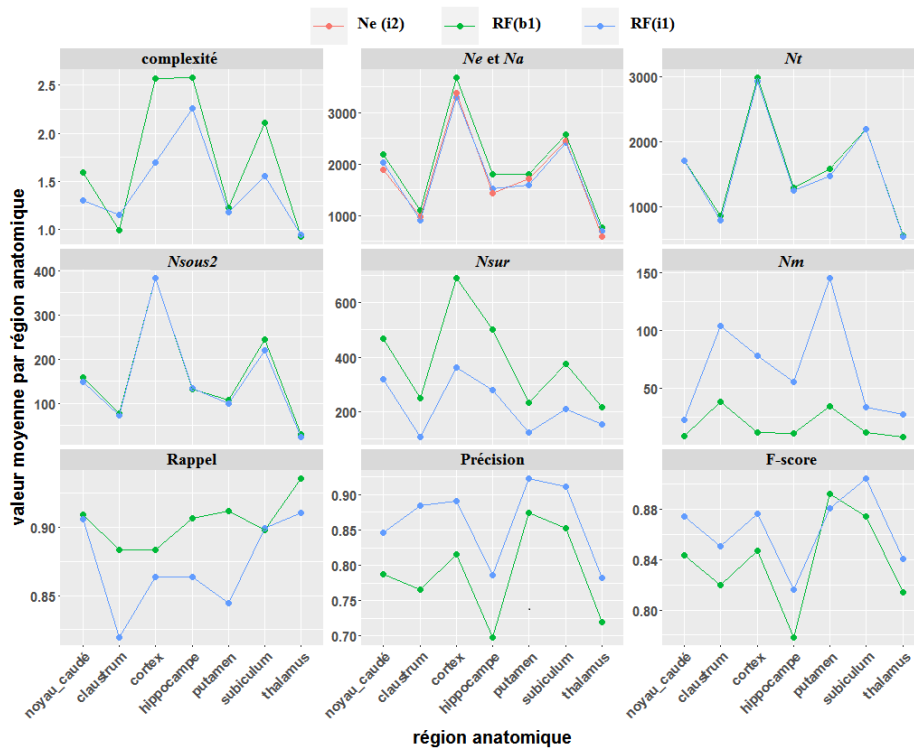 Ne (i2) RF(b1) RF(i1)
complexité
Ne et Na
Nt
2.5
2.0
1.5
1.0
3000
2000
1000
3000
2000
1000
Nsous2
Nsur
Nm
400
300
200
100
600
400
200
150
100
50
Rappel
Précision
F-score
0.90
0.85
0.90
0.85
0.80
0.75
0.70
0.88
0.84
0.80
noyau_caudé
claustrum
cortex
hippocampe
putamen
subiculum
thalamus
noyau_caudé
claustrum
cortex
hippocampe
putamen
subiculum
thalamus
noyau_caudé
claustrum
cortex
hippocampe
putamen
subiculum
thalamus
valeur moyenne par région anatomique
région anatomique